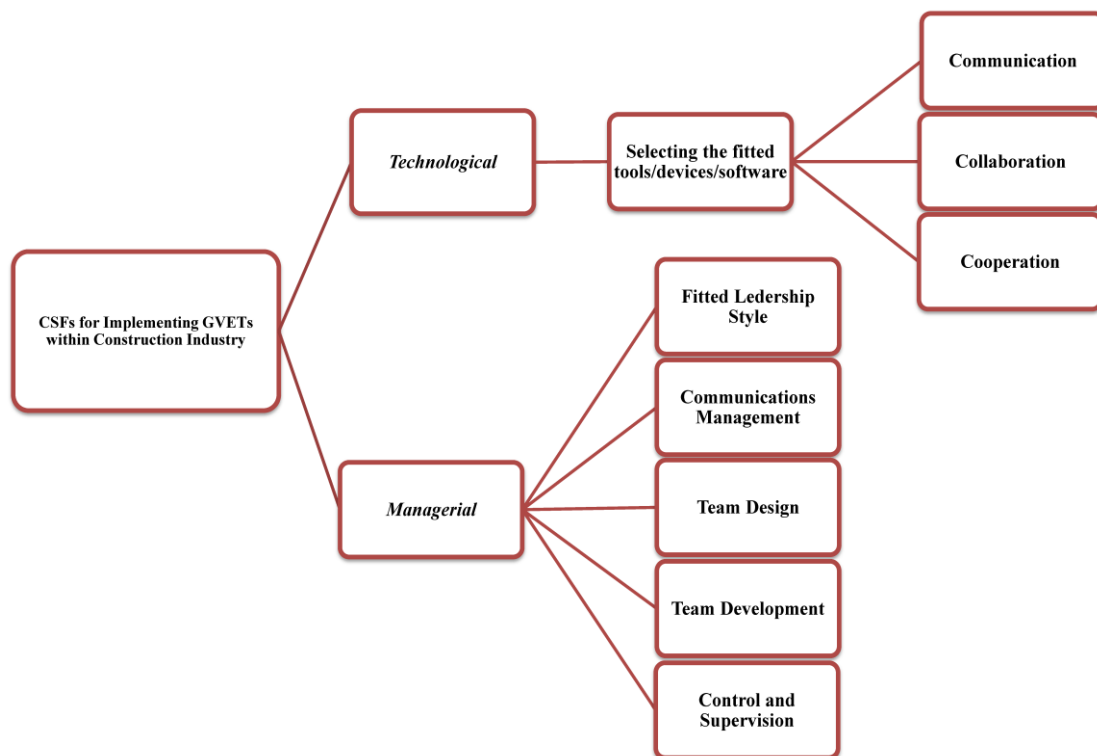 CSFs for Implementing GVETs
within Construction Industry
Technological
Selecting the fitted
tools/devices/software
Communication
Collaboration
Cooperation
Managerial
Fitted Ledership
Style
Communications
Management
Team Design
Team Development
Control and
Supervision